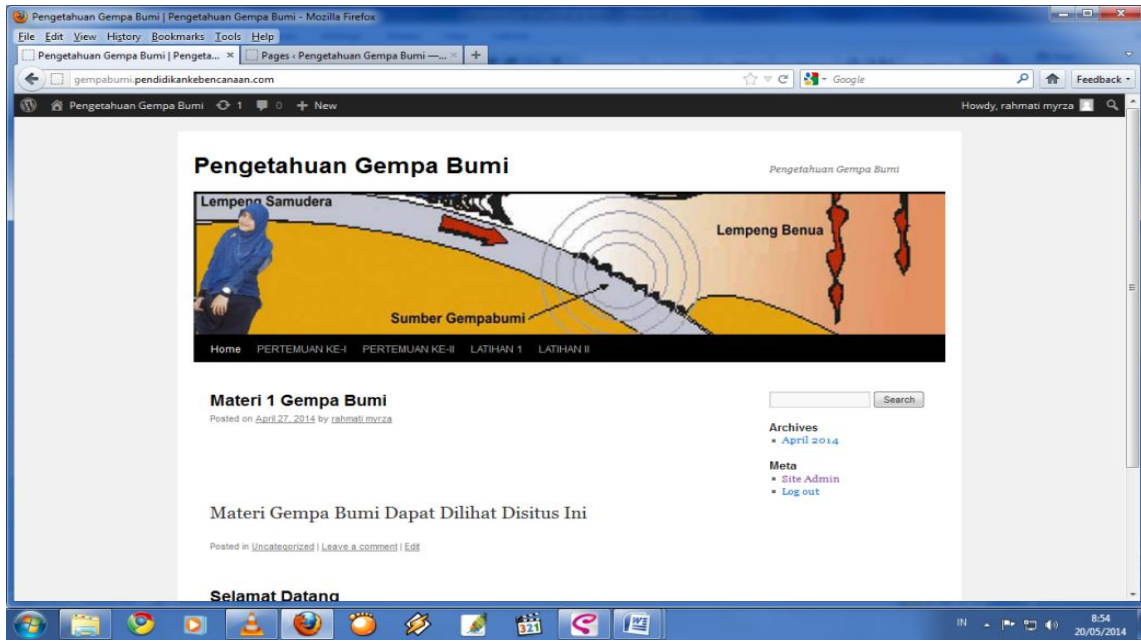 Pengetahuan Gempa Bumi | Pengetahuan Gempa Bumi - Mozilla Firefox
File Edit View History Bookmarks Tools Help
Pengetahuan Gempa Bumi | Pengeta... × Pages ‹ Pengetahuan Gempa Bumi —... × +
gempabumi.pendidikankebencanaan.com Google Feedback
Pengetahuan Gempa Bumi 1 0 + New Howdy, rahmati myrza
Pengetahuan Gempa Bumi
Pengetahuan Gempa Bumi
Lempeng Samudera
Lempeng Benua
Sumber Gempabumi
Home PERTEMUAN KE-I PERTEMUAN KE-II LATIHAN 1 LATIHAN II
Materi 1 Gempa Bumi
Posted on April 27, 2014 by rahmati myrza
Materi Gempa Bumi Dapat Dilihat Disitus Ini
Posted in Uncategorized | Leave a comment | Edit
Selamat Datang
Search
Archives
April 2014
Meta
Site Admin
Log out
321
IN 8:54
20/05/2014